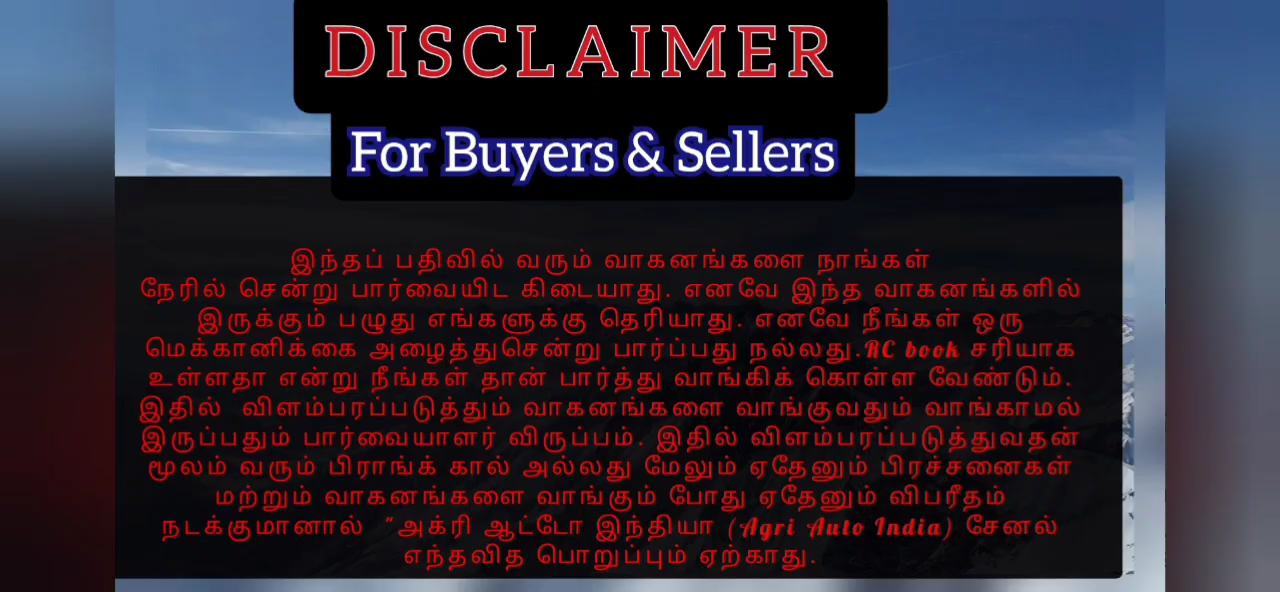 DISCLAIMER
For Buyers & Sellers
இந்தப் பதிவில் வரும் வாகனங்களை நாங்கள்
நேரில் சென்று பார்வையிட கிடையாது. எனவே இந்த வாகனங்களில்
இருக்கும் பழுது எங்களுக்கு தெரியாது. எனவே நீங்கள் ஒரு
மெக்கானிக்கை அழைத்துசென்று பார்ப்பது நல்லது.RC book சரியாக
உள்ளதா என்று நீங்கள் தான் பார்த்து வாங்கிக் கொள்ள வேண்டும்.
இதில் விளம்பரப்படுத்தும் வாகனங்களை வாங்குவதும் வாங்காமல்
இருப்பதும் பார்வையாளர் விருப்பம். இதில் விளம்பரப்படுத்துவதன்
மூலம் வரும் பிராங்க் கால் அல்லது மேலும் ஏதேனும் பிரச்சனைகள்
மற்றும் வாகனங்களை வாங்கும் போது ஏதேனும் விபரீதம்
நடக்குமானால் "அக்ரி ஆட்டோ இந்தியா (Agri Auto India) சேனல்
எந்தவித பொறுப்பும் ஏற்காது.